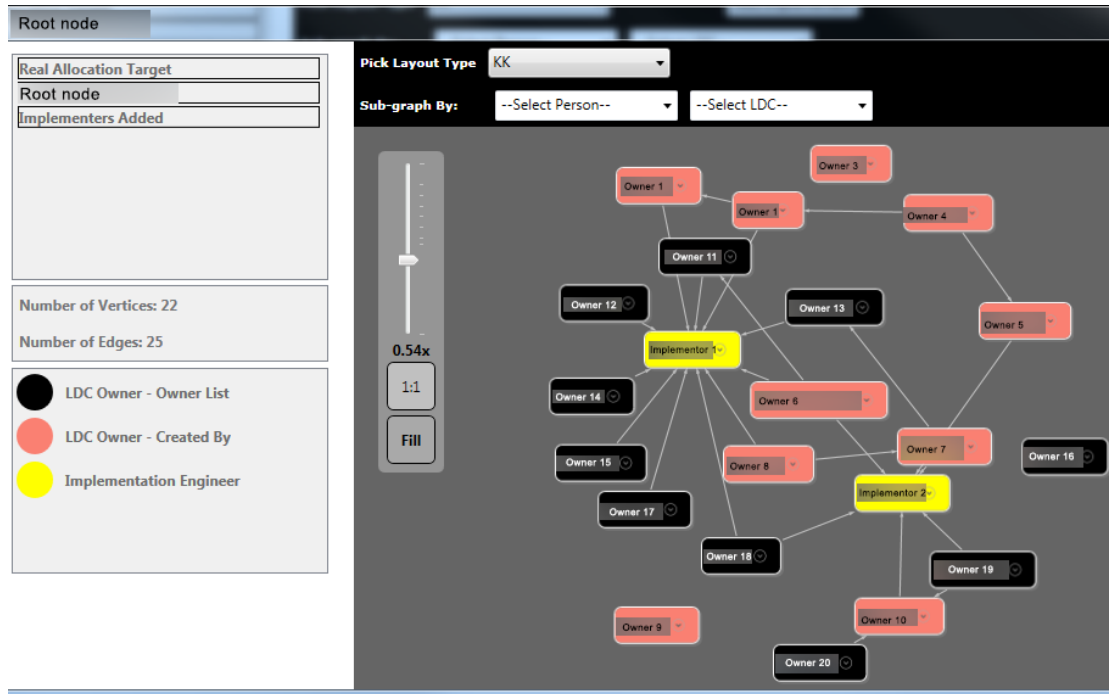 Root node
Real Allocation Target
Root node
Implementers Added
Number of Vertices: 22
Number of Edges: 25
LDC Owner - Owner List
LDC Owner - Created By
Implementation Engineer
Pick Layout Type KK
Sub-graph By: --Select Person-- --Select LDC--
0.54x
1:1
Fill
Owner 3
Owner 1
Owner 1
Owner 4
Owner 11
Owner 12
Owner 13
Owner 5
Implementor 1
Owner 14
Owner 6
Owner 7
Owner 16
Owner 15
Owner 8
Implementor 2
Owner 17
Owner 18
Owner 19
Owner 9
Owner 10
Owner 20